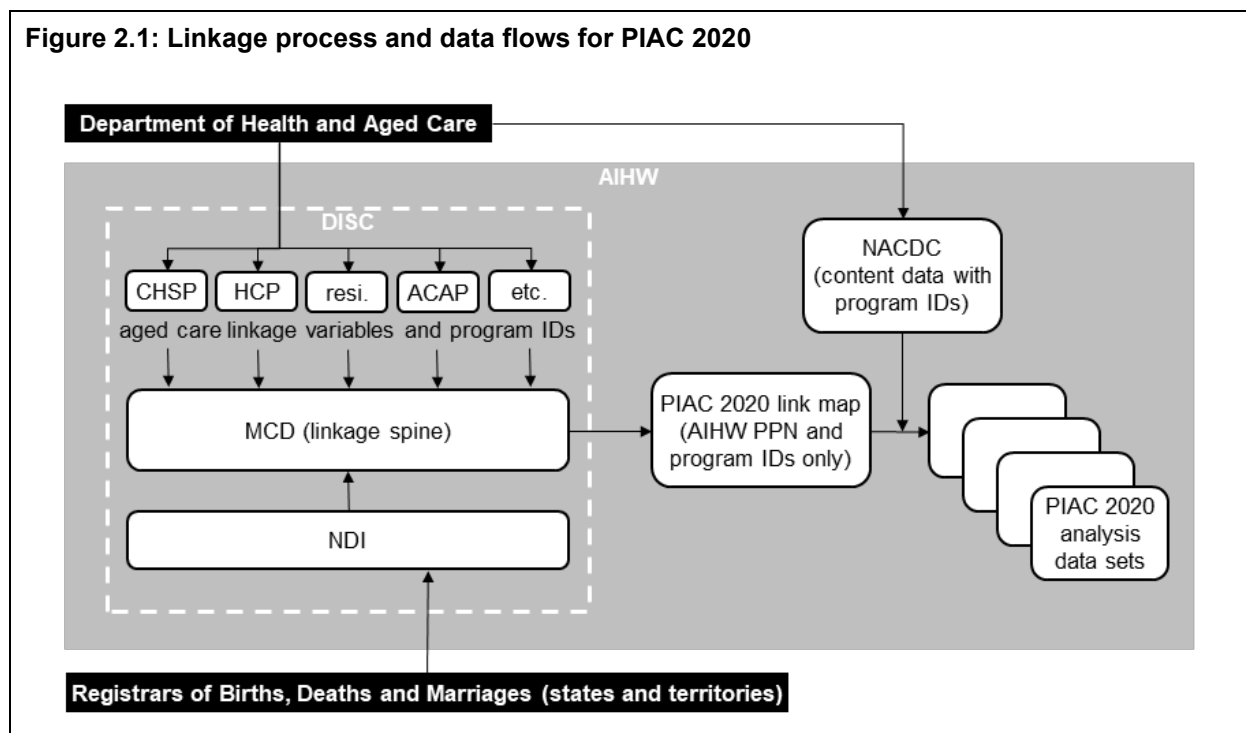 Figure 2.1: Linkage process and data flows for PIAC 2020
Department of Health and Aged Care
AIHW
DISC
CHSP
HCP
resi.
ACAP
etc.
aged care linkage variables and program IDs
NACDC
(content data with
program IDs)
MCD (linkage spine)
PIAC 2020 link map
(AIHW PPN and
program IDs only)
NDI
PIAC 2020
analysis
data sets
Registrars of Births, Deaths and Marriages (states and territories)